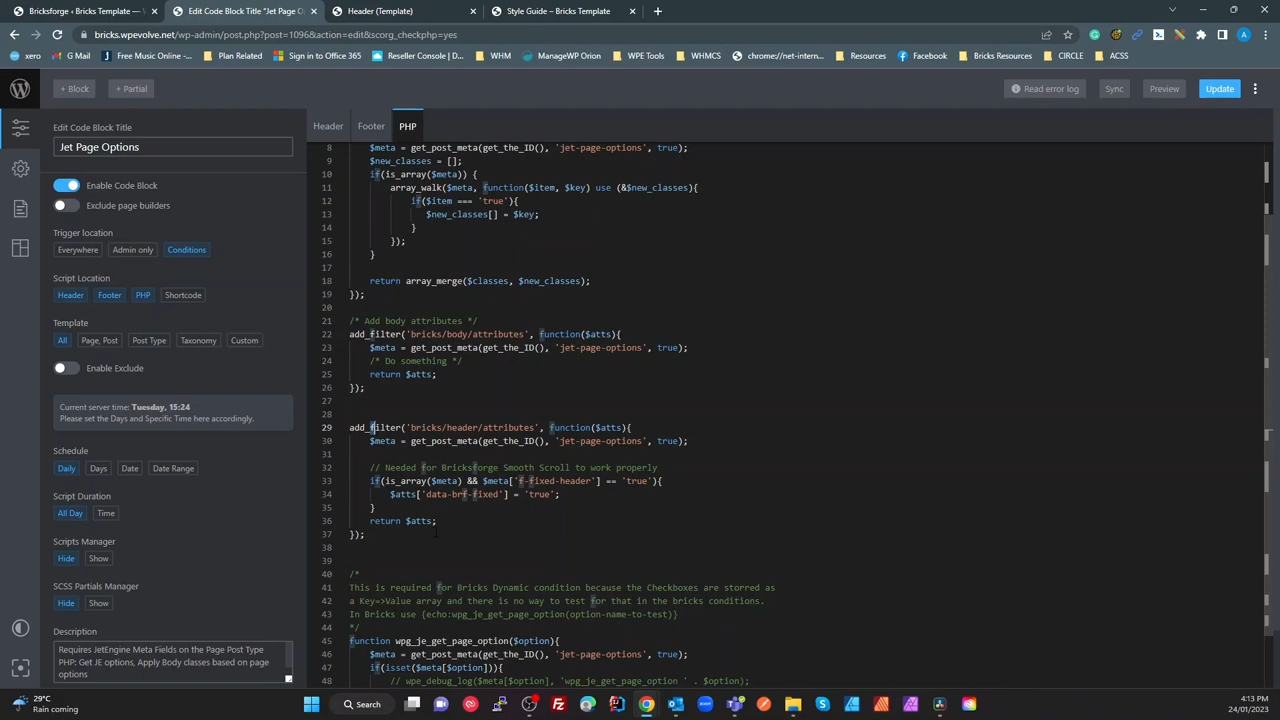 Bricksforge ‹ Bricks Template — W
Edit Code Block Title "Jet Page O
Header (Template)
Style Guide – Bricks Template
bricks.wpevolve.net/wp-admin/post.php?post=1096&action=edit&scorg_checkphp=yes
xero
G Mail
Free Music Online -...
Plan Related
Sign in to Office 365
Reseller Console |...
WHM
ManageWP Orion
WPE Tools
WHMCS
chrome://net-intern...
Resources
Facebook
Bricks Resources
CIRCLE
ACSS
+ Block
+ Partial
Read error log
Sync
Preview
Update
Edit Code Block Title
Jet Page Options
Enable Code Block
Exclude page builders
Trigger location
Everywhere
Admin only
Conditions
Script Location
Header
Footer
PHP
Shortcode
Template
All
Page, Post
Post Type
Taxonomy
Custom
Enable Exclude
Current server time: Tuesday, 15:24
Please set the Days and Specific Time here accordingly.
Schedule
Daily
Days
Date
Date Range
Script Duration
All Day
Time
Scripts Manager
Hide
Show
SCSS Partials Manager
Hide
Show
Description
Requires JetEngine Meta Fields on the Page Post Type
PHP: Get JE options, Apply Body classes based on page
options
Header
Footer
PHP
8 $meta = get_post_meta(get_the_ID(), 'jet-page-options', true);
9 $new_classes = [];
10 if(is_array($meta)) {
11 array_walk($meta, function($item, $key) use (&$new_classes){
12 if($item === 'true'){
13 $new_classes[] = $key;
14 }
15 });
16 }
17
18 return array_merge($classes, $new_classes);
19 });
20
21 /* Add body attributes */
22 add_filter('bricks/body/attributes', function($atts){
23 $meta = get_post_meta(get_the_ID(), 'jet-page-options', true);
24 /* Do something */
25 return $atts;
26 });
27
28
29 add_filter('bricks/header/attributes', function($atts){
30 $meta = get_post_meta(get_the_ID(), 'jet-page-options', true);
31
32 // Needed for Bricksforge Smooth Scroll to work properly
33 if(is_array($meta) && $meta['f-fixed-header'] == 'true'){
34 $atts['data-brf-fixed'] = 'true';
35 }
36 return $atts;
37 });
38
39
40 /*
41 This is required for Bricks Dynamic condition because the Checkboxes are storred as
42 a Key=>Value array and there is no way to test for that in the bricks conditions.
43 In Bricks use {echo:wpg_je_get_page_option(option-name-to-test)}
44 */
45 function wpg_je_get_page_option($option){
46 $meta = get_post_meta(get_the_ID(), 'jet-page-options', true);
47 if(isset($meta[$option])){
48 // wpe_debug_log($meta[$option], 'wpg_je_get_page_option ' . $option);
29°C
Rain coming
Search
4:13 PM
24/01/2023